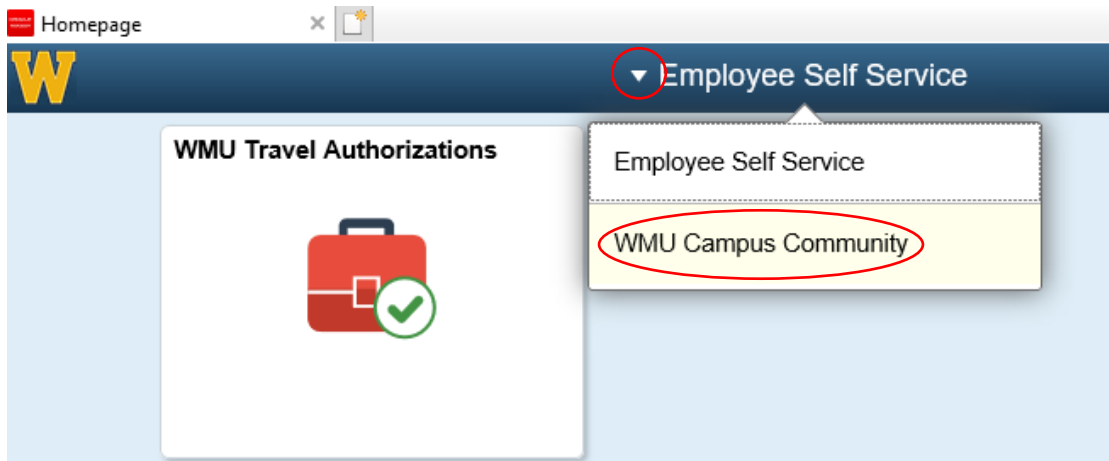 Homepage
W
Employee Self Service
WMU Travel Authorizations
Employee Self Service
WMU Campus Community